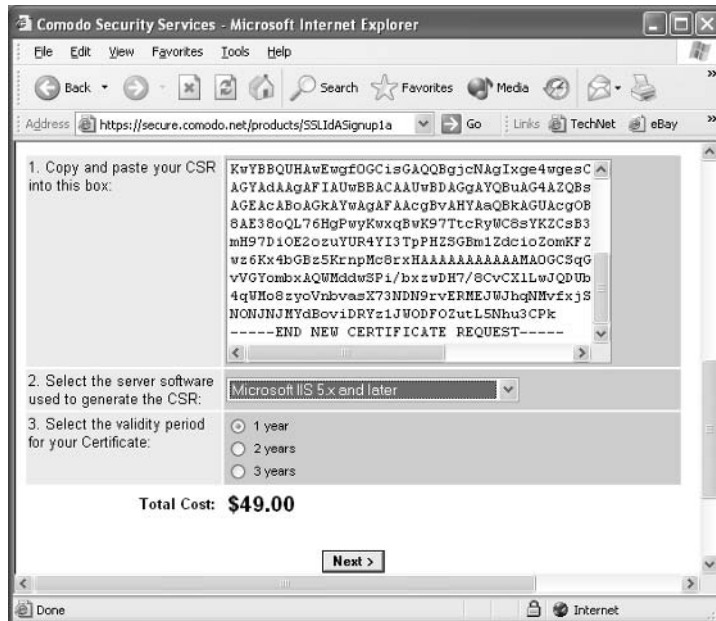 Comodo Security Services - Microsoft Internet Explorer
File Edit View Favorites Tools Help
Back Search Favorites Media
Address https://secure.comodo.net/products/SSLIdASignup1a Go Links TechNet eBay
1. Copy and paste your CSR
into this box:
KwYBBQUHAwEwgfOGCisGAQQBgjcNAgIxge4wgesC
AGYAdAAgAFIAUwBBACAAUwBDAGgAYQBuAG4AZQBs
AGEAcABoAGkAYwAgAFAAcgBvAHYAaQBkAGUAcgOB
8AE38oQL76HgPwyKwxqBwK97TtcRyWC8sYKZCsB3
mH97DiOE2ozuYUR4YI3TpPHZSGBm1ZdcioZomKFZ
wz6Kx4bGBz5KrnpMc8rxHAAAAAAAAAAAMAOGCSqG
vVGYombxAQWMddwSPi/bxzwDH7/8CvCX1LwJQDUb
4qWMo8zyoVnbvasX73NDN9rvERMEJWJhqNMvfxjS
NONJNJMYdBoviDRYz1JWODFOZutL5Nhu3CPk
-----END NEW CERTIFICATE REQUEST-----
2. Select the server software
used to generate the CSR:
Microsoft IIS 5.x and later
3. Select the validity period
for your Certificate:
1 year
2 years
3 years
Total Cost: $49.00
Next >
Done Internet